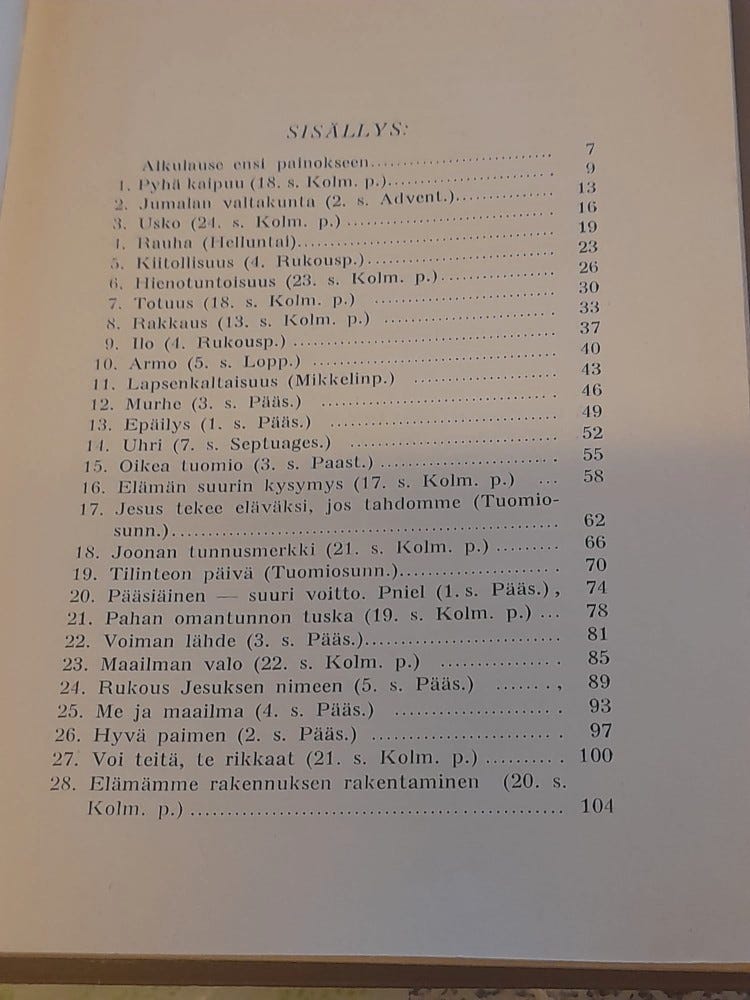 SISÄLLYS:
Alkulause ensi painokseen.............................. 7
1. Pyhä kaipuu (18. s. Kolm. p.)........................... 9
2. Jumalan valtakunta (2. s. Advent.)................ 13
3. Usko (24. s. Kolm. p.) ................................ 16
4. Rauha (Helluntai)....................................... 19
5. Kiitollisuus (4. Rukousp.)............................ 23
6. Hienotuntoisuus (23. s. Kolm. p.)................ 26
7. Totuus (18. s. Kolm. p.) ........................... 30
8. Rakkaus (13. s. Kolm. p.) ......................... 33
9. Ilo (4. Rukousp.) ...................................... 37
10. Armo (5. s. Lopp.) ................................... 40
11. Lapsenkaltaisuus (Mikkelinp.) .................... 43
12. Murhe (3. s. Pääs.) ................................. 46
13. Epäilys (1. s. Pääs.) ................................ 49
14. Uhri (7. s. Septuages.) ............................. 52
15. Oikea tuomio (3. s. Paast.) ......................... 55
16. Elämän suurin kysymys (17. s. Kolm. p.) ... 58
17. Jesus tekee eläväksi, jos tahdomme (Tuomio-
sunn.)..................................................... 62
18. Joonan tunnusmerkki (21. s. Kolm. p.) ......... 66
19. Tilinteon päivä (Tuomiosunn.)...................... 70
20. Pääsiäinen — suuri voitto. Pniel (1. s. Pääs.) , 74
21. Pahan omantunnon tuska (19. s. Kolm. p.) ... 78
22. Voiman lähde (3. s. Pääs.)........................... 81
23. Maailman valo (22. s. Kolm. p.) ............... 85
24. Rukous Jesuksen nimeen (5. s. Pääs.) ......., 89
25. Me ja maailma (4. s. Pääs.) ...................... 93
26. Hyvä paimen (2. s. Pääs.) ......................... 97
27. Voi teitä, te rikkaat (21. s. Kolm. p.) .......... 100
28. Elämämme rakennuksen rakentaminen (20. s.
Kolm. p.) ................................................... 104